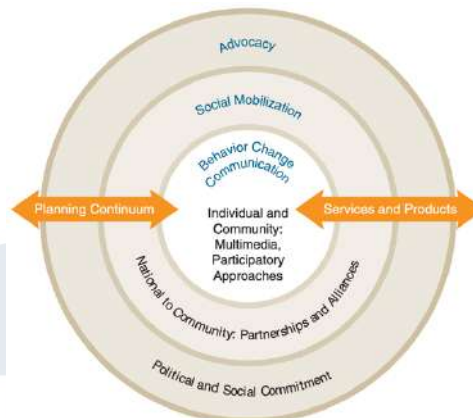 Advocacy
Social Mobilization
Behavior Change
Communication
Planning Continuum
Services and Products
Individual and
Community:
Multimedia,
Participatory
Approaches
National to Community: Partnerships and Alliances
Political and Social Commitment